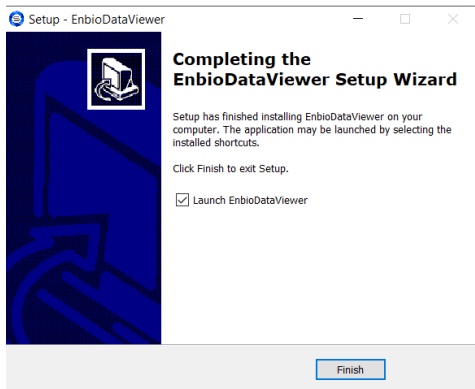 Setup - EnbioDataViewer
Completing the
EnbioDataViewer Setup Wizard
Setup has finished installing EnbioDataViewer on your
computer. The application may be launched by selecting the
installed shortcuts.
Click Finish to exit Setup.
Launch EnbioDataViewer
Finish